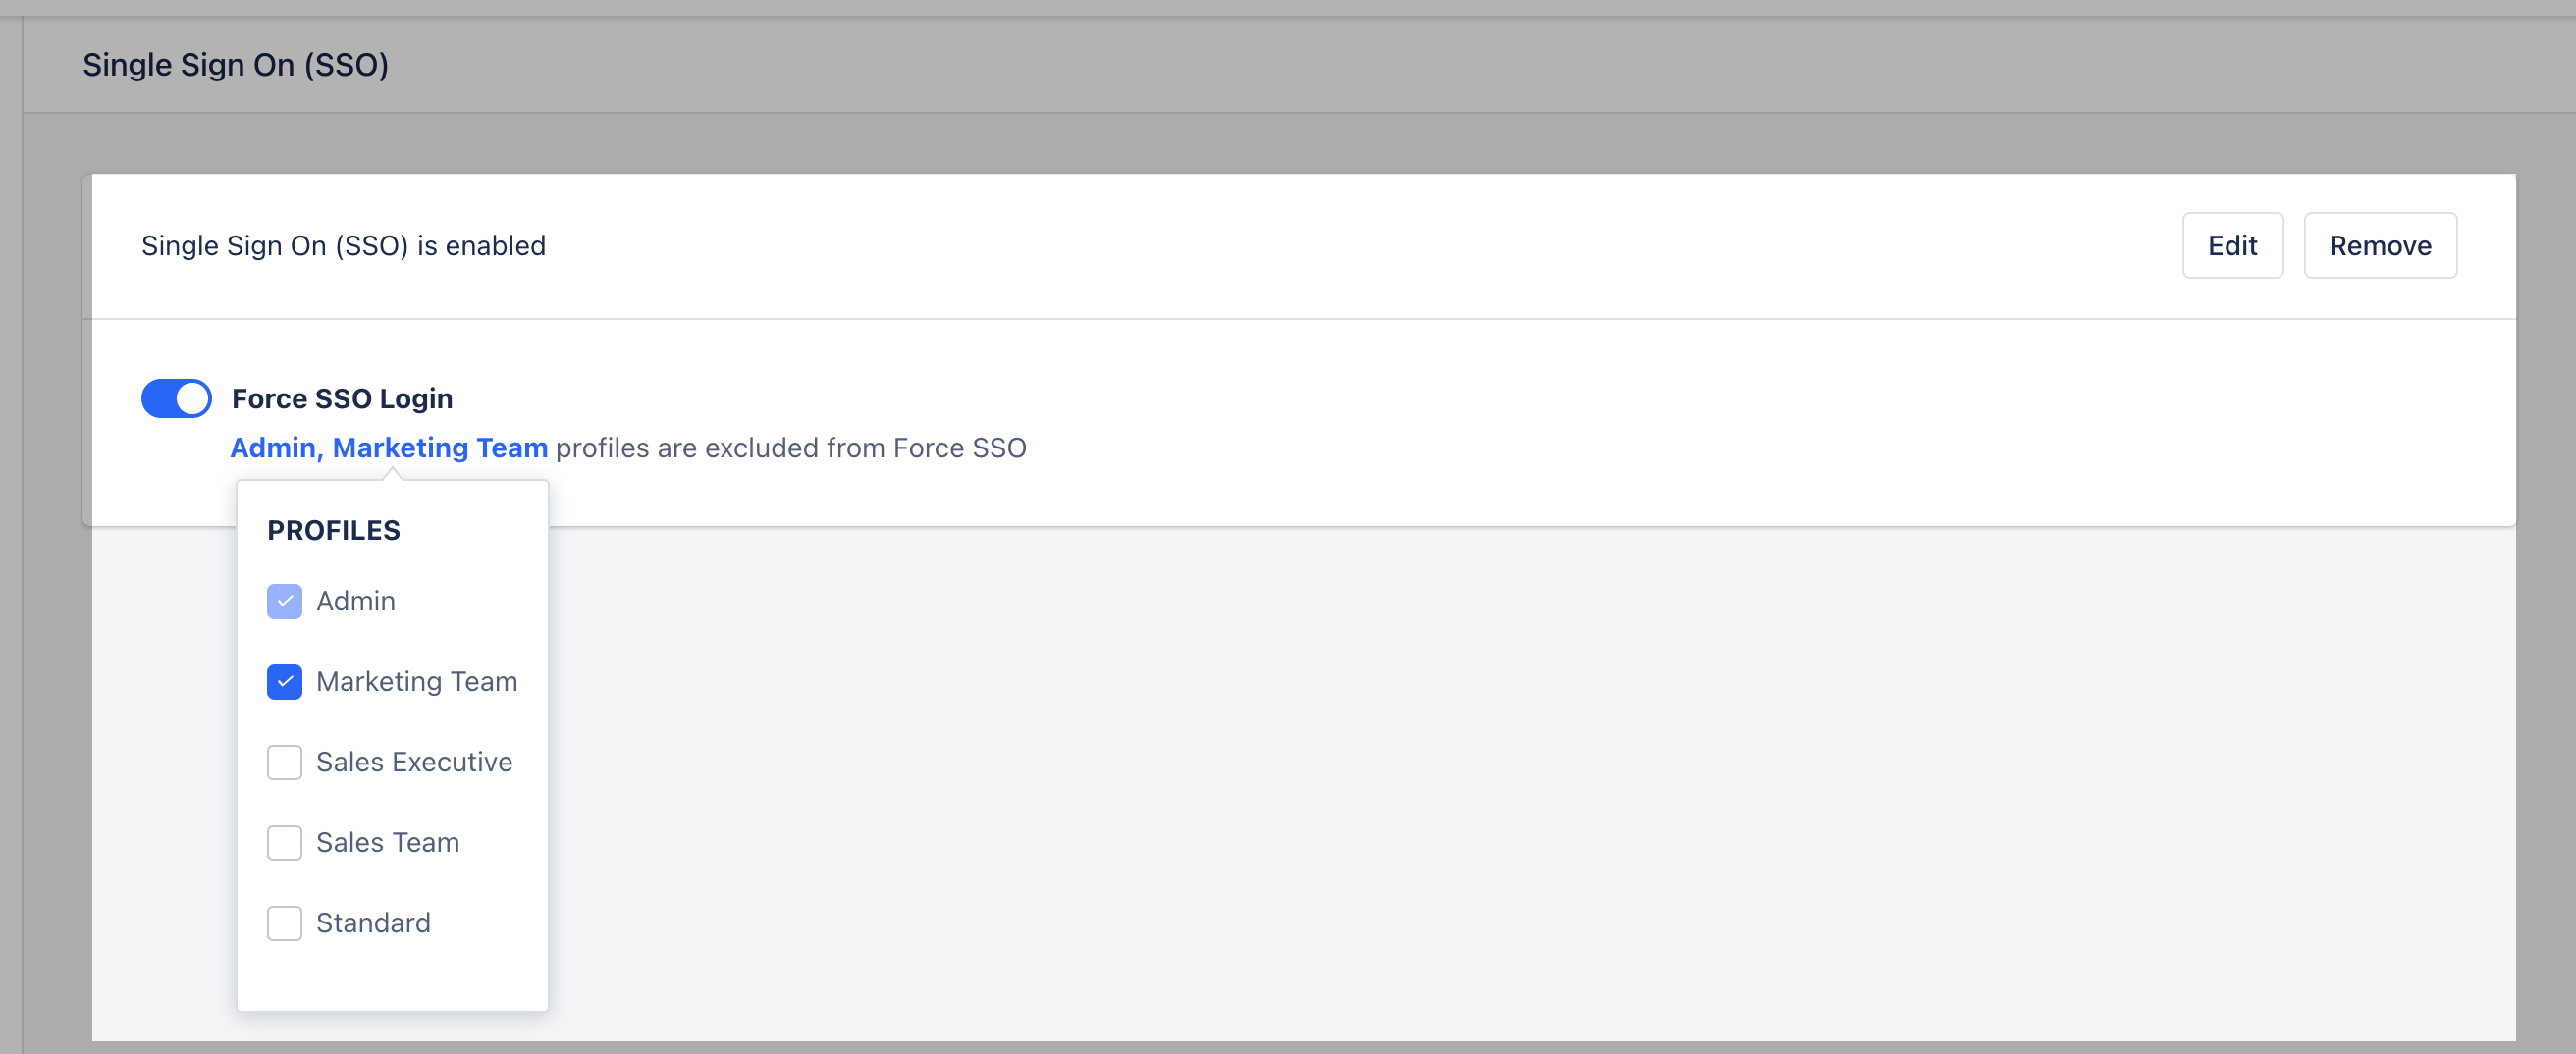 Single Sign On (SSO)
Single Sign On (SSO) is enabled
Edit
Remove
Force SSO Login
Admin, Marketing Team profiles are excluded from Force SSO
PROFILES
Admin
Marketing Team
Sales Executive
Sales Team
Standard